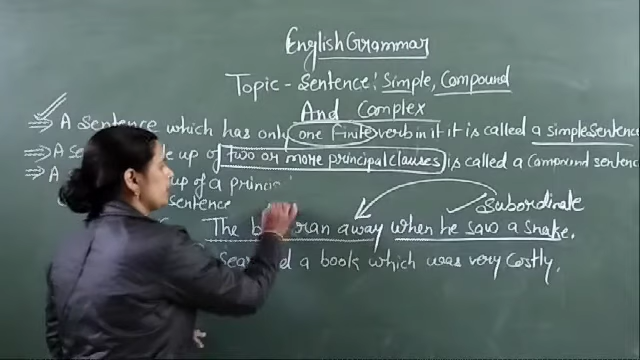 English Grammar
Topic - Sentence: Simple, Compound
And Complex
A sentence which has only one finite verb in it it is called a simple sentence
A se up of two or more principal clauses is called a compound sentenc
A up of a princi
sentence
Subordinate
The b ran away when he saw a snake.
a book which was very costly.